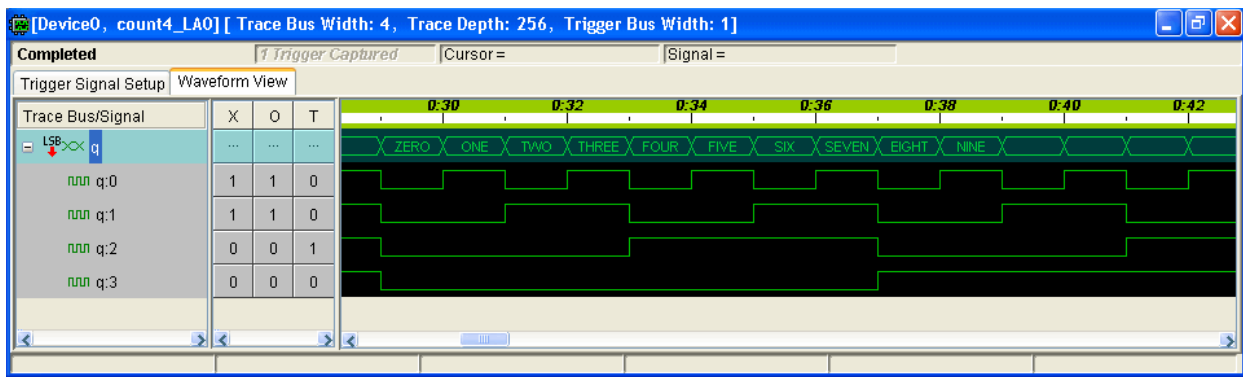 [Device0, count4_LA0] [ Trace Bus Width: 4, Trace Depth: 256, Trigger Bus Width: 1]
Completed 1 Trigger Captured Cursor = Signal =
Trigger Signal Setup Waveform View
Trace Bus/Signal X O T 0:30 0:32 0:34 0:36 0:38 0:40 0:42
LSB q ... ... ... ZERO ONE TWO THREE FOUR FIVE SIX SEVEN EIGHT NINE
q:0 1 1 0
q:1 1 1 0
q:2 0 0 1
q:3 0 0 0